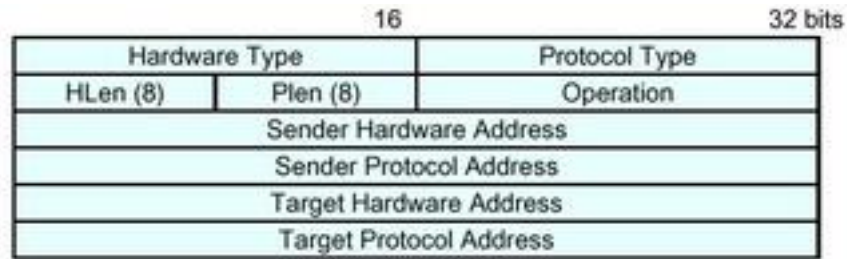 16 32 bits
Hardware Type Protocol Type
HLen (8) Plen (8) Operation
Sender Hardware Address
Sender Protocol Address
Target Hardware Address
Target Protocol Address